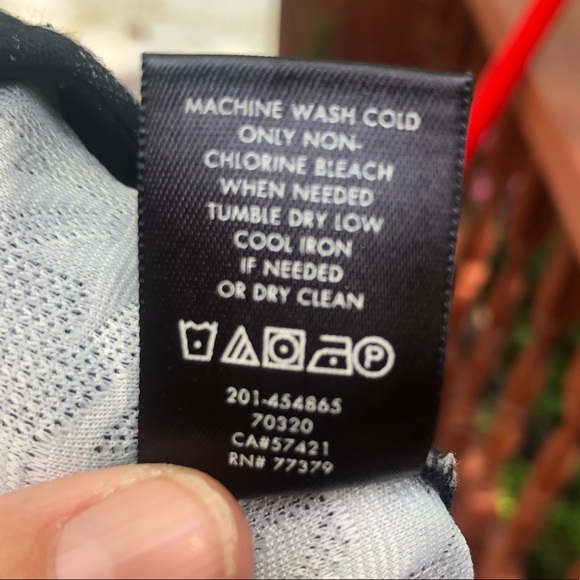 MACHINE WASH COLD
ONLY NON-
CHLORINE BLEACH
WHEN NEEDED
TUMBLE DRY LOW
COOL IRON
IF NEEDED
OR DRY CLEAN
P
201-454865
70320
CA#57421
RN# 77379